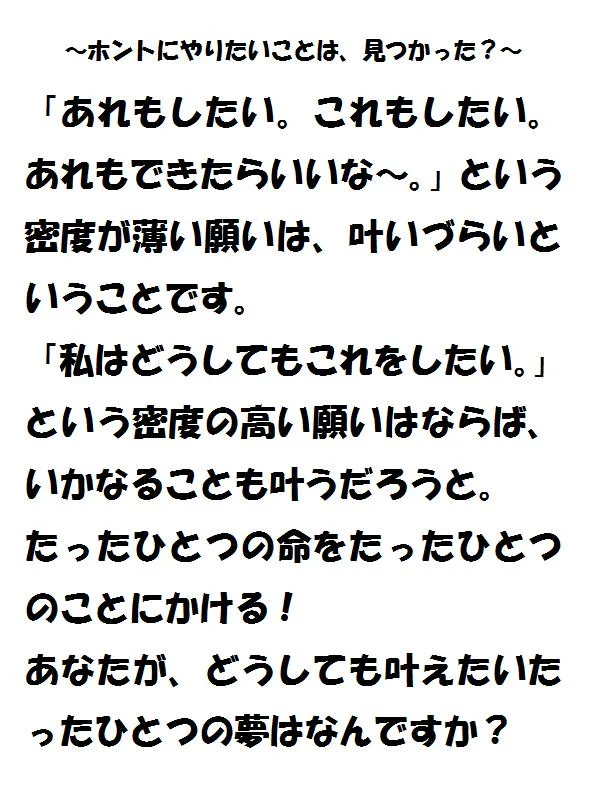 ～ホントにやりたいことは、見つかった？～
「あれもしたい。これもしたい。
あれもできたらいいな～。」という
密度が薄い願いは、叶いづらいと
いうことです。
「私はどうしてもこれをしたい。」
という密度の高い願いはならば、
いかなることも叶うだろうと。
たったひとつの命をたったひとつ
のことにかける！
あなたが、どうしても叶えたいた
ったひとつの夢はなんですか？